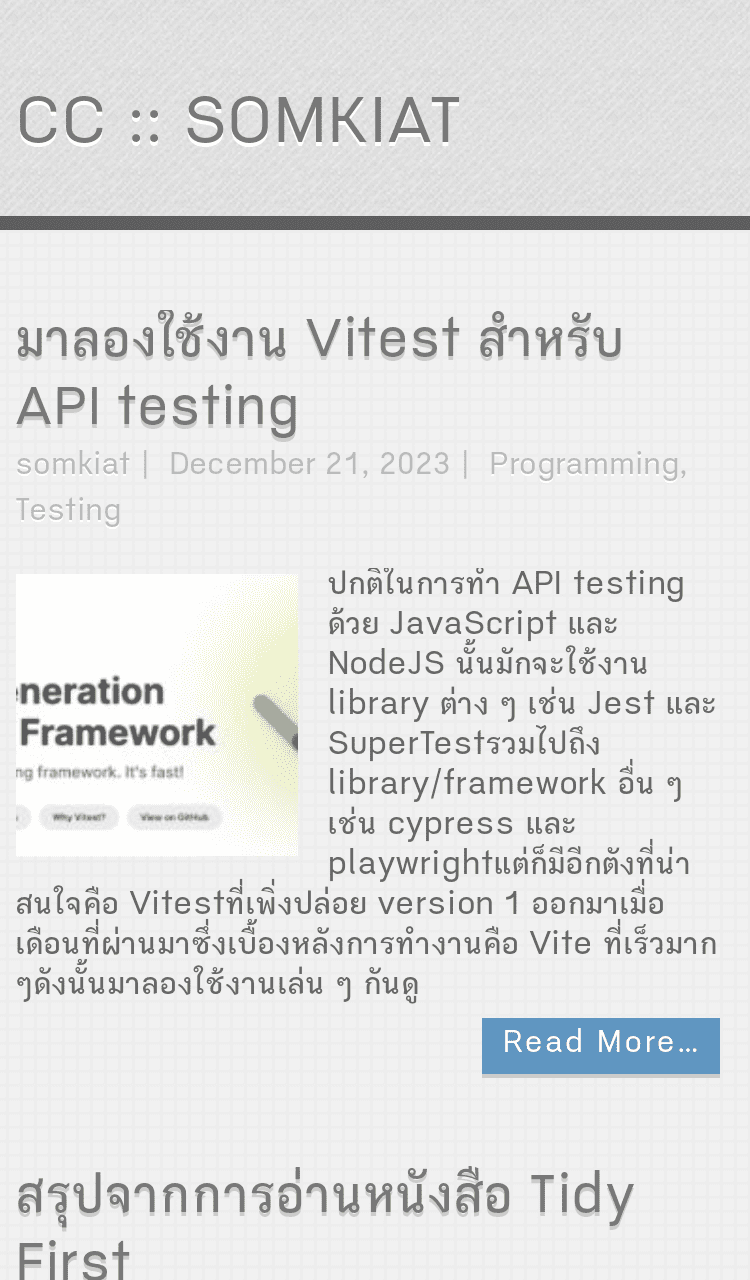 CC :: SOMKIAT
มาลองใช้งาน Vitest สำหรับ
API testing
somkiat | December 21, 2023 | Programming,
Testing
neration
Framework
ng framework. It's fast!
Why Vitest?
View on GitHub
ปกติในการทำ API testing
ด้วย JavaScript และ
NodeJS นั้นมักจะใช้งาน
library ต่าง ๆ เช่น Jest และ
SuperTestรวมไปถึง
library/framework อื่น ๆ
เช่น cypress และ
playwrightแต่ก็มีอีกตังที่น่า
สนใจคือ Vitestที่เพิ่งปล่อย version 1 ออกมาเมื่อ
เดือนที่ผ่านมาซึ่งเบื้องหลังการทำงานคือ Vite ที่เร็วมาก
ๆดังนั้นมาลองใช้งานเล่น ๆ กันดู
Read More...
สรุปจากการอ่านหนังสือ Tidy
First